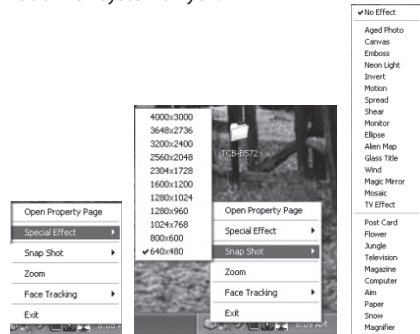 Open Property Page
Special Effect
Snap Shot
Zoom
Face Tracking
Exit
4000x3000
3648x2736
3200x2400
2560x2048
2304x1728
1600x1200
1280x1024
1280x960
1024x768
800x600
640x480
TCB-B572
Open Property Page
Special Effect
Snap Shot
Zoom
Face Tracking
Exit
No Effect
Aged Photo
Canvas
Emboss
Neon Light
Invert
Motion
Spread
Shear
Monitor
Ellipse
Alien Map
Glass Title
Wind
Magic Mirror
Mosaic
TV Effect
Post Card
Flower
Jungle
Television
Magazine
Computer
Aim
Paper
Snow
Magnifier